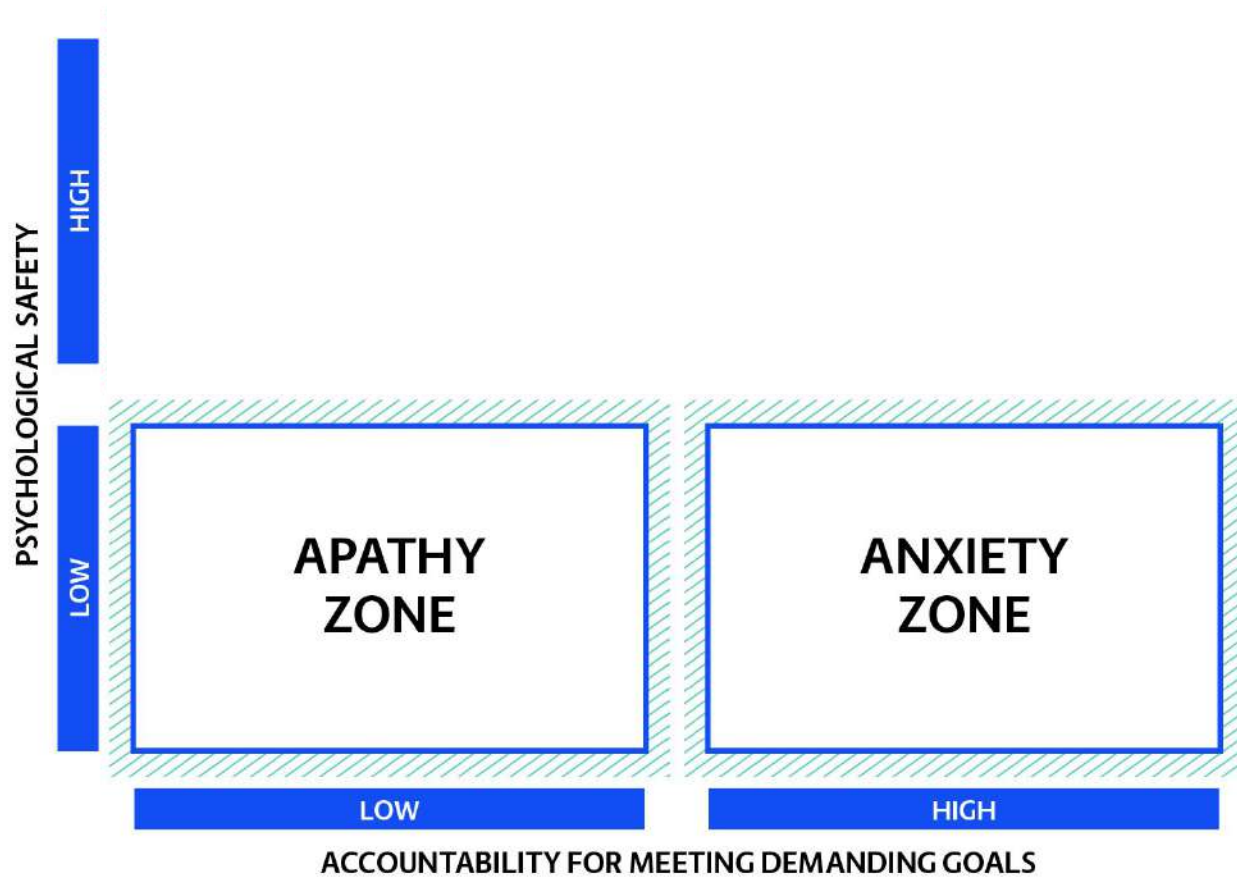 PSYCHOLOGICAL SAFETY
HIGH
LOW
APATHY
ZONE
ANXIETY
ZONE
LOW
HIGH
ACCOUNTABILITY FOR MEETING DEMANDING GOALS